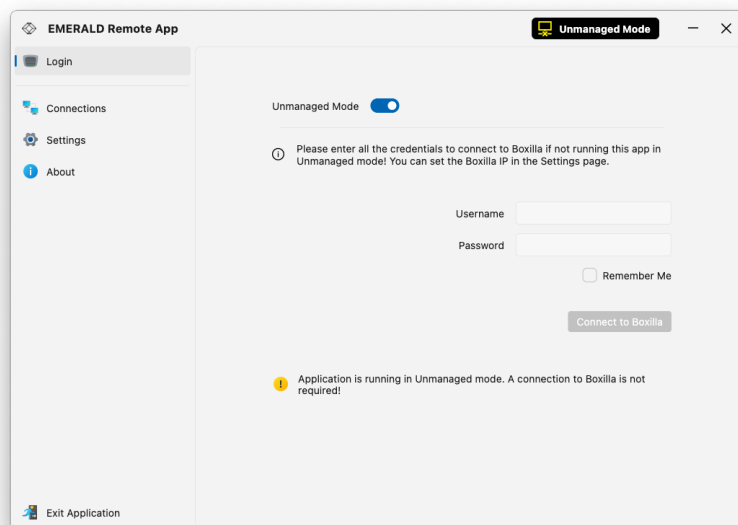 EMERALD Remote App
Unmanaged Mode
Login
Connections
Settings
About
Unmanaged Mode
Please enter all the credentials to connect to Boxilla if not running this app in
Unmanaged mode! You can set the Boxilla IP in the Settings page.
Username
Password
Remember Me
Connect to Boxilla
Application is running in Unmanaged mode. A connection to Boxilla is not
required!
Exit Application